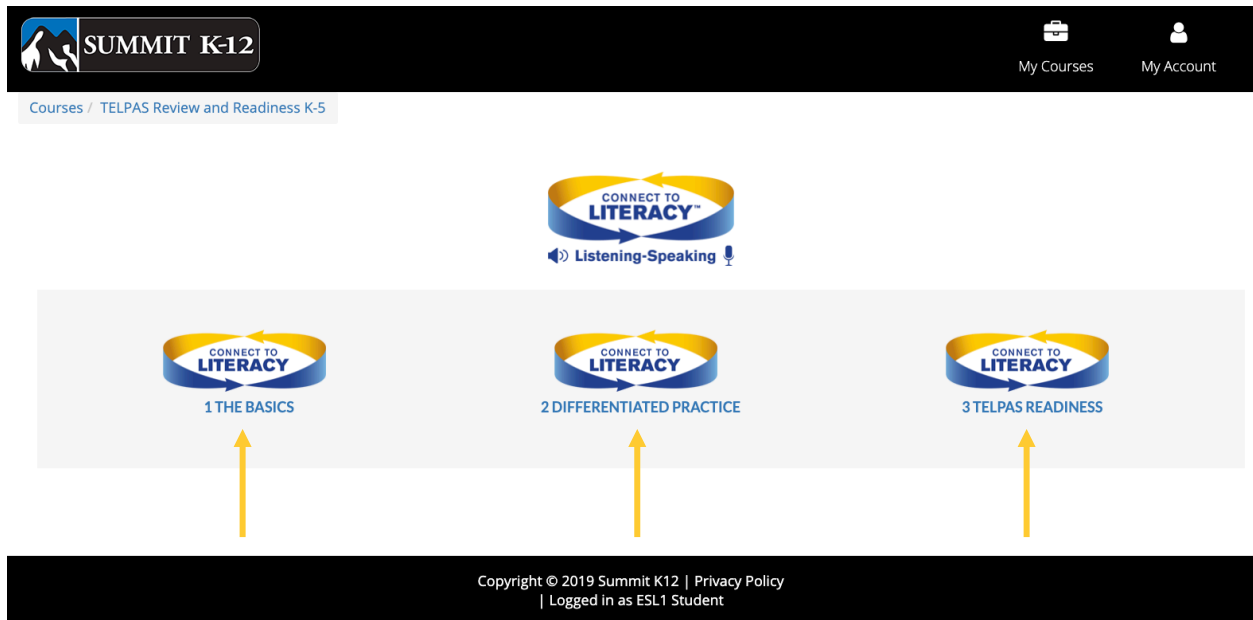 SUMMIT K-12
My Courses
My Account
Courses / TELPAS Review and Readiness K-5
CONNECT TO
LITERACY™
Listening-Speaking
CONNECT TO
LITERACY
1 THE BASICS
CONNECT TO
LITERACY
2 DIFFERENTIATED PRACTICE
CONNECT TO
LITERACY
3 TELPAS READINESS
Copyright © 2019 Summit K12 | Privacy Policy
| Logged in as ESL1 Student